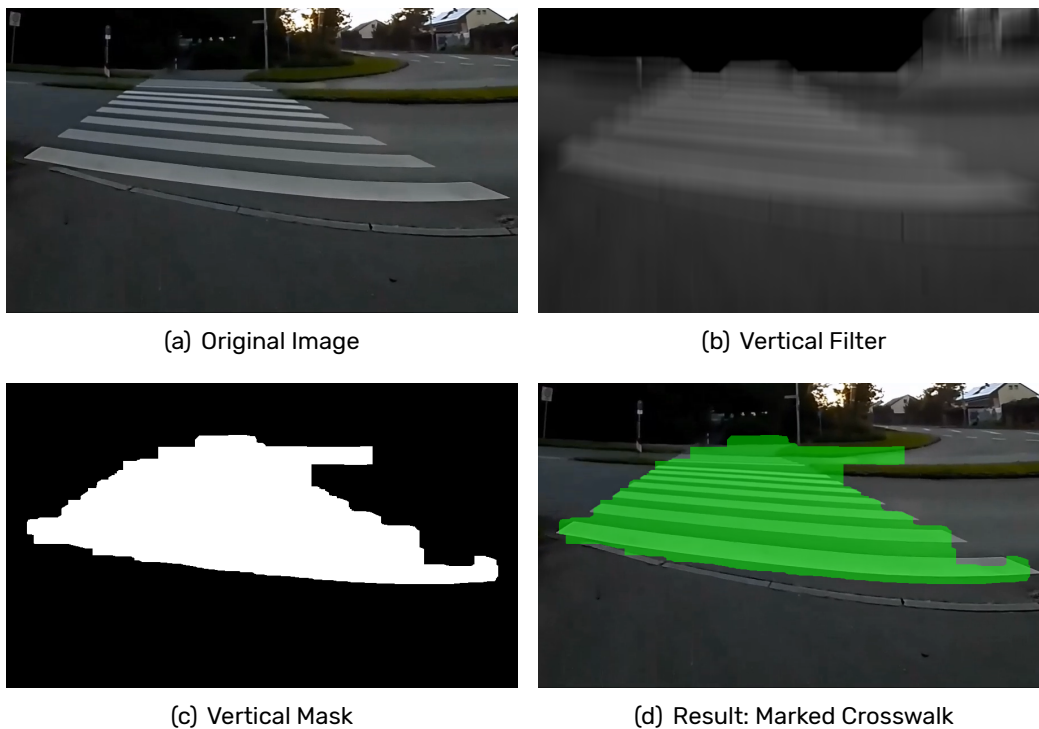 (a) Original Image
(b) Vertical Filter
(c) Vertical Mask
(d) Result: Marked Crosswalk